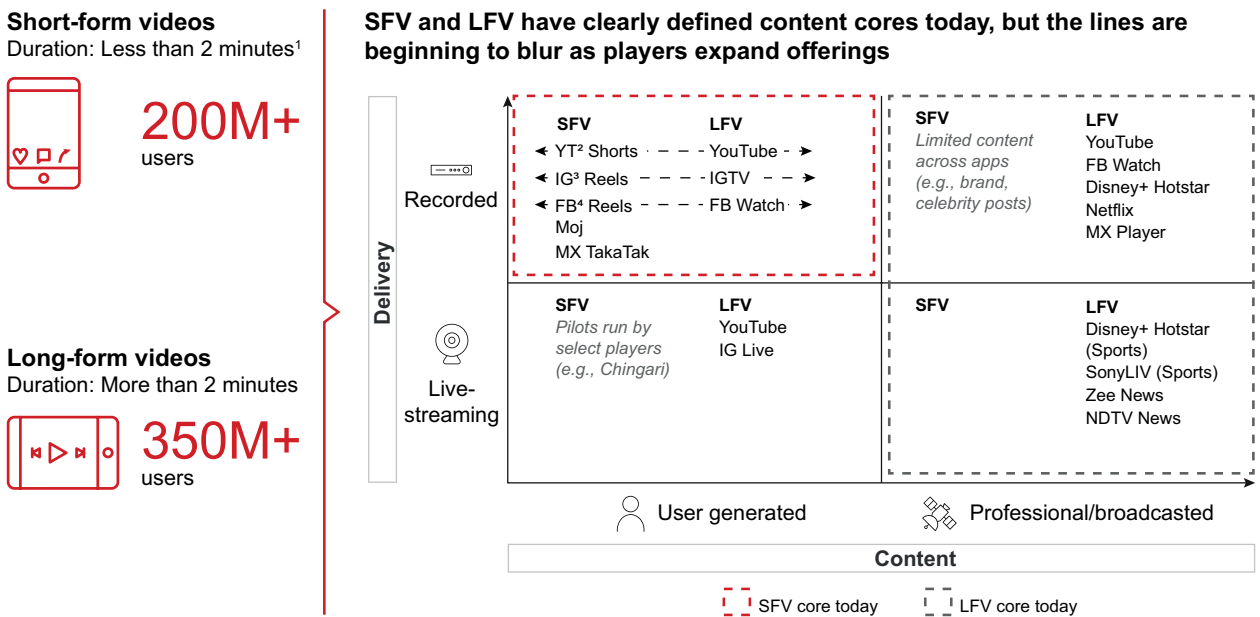 Short-form videos
Duration: Less than 2 minutes¹
200M+
users
Long-form videos
Duration: More than 2 minutes
350M+
users
SFV and LFV have clearly defined content cores today, but the lines are
beginning to blur as players expand offerings
Delivery
Recorded
SFV
LFV
YT² Shorts
YouTube
IG³ Reels
IGTV
FB⁴ Reels
FB Watch
Moj
MX TakaTak
SFV
Limited content
across apps
(e.g., brand,
celebrity posts)
LFV
YouTube
FB Watch
Disney+ Hotstar
Netflix
MX Player
Live-
streaming
SFV
Pilots run by
select players
(e.g., Chingari)
LFV
YouTube
IG Live
SFV
LFV
Disney+ Hotstar
(Sports)
SonyLIV (Sports)
Zee News
NDTV News
User generated
Professional/broadcasted
Content
SFV core today
LFV core today